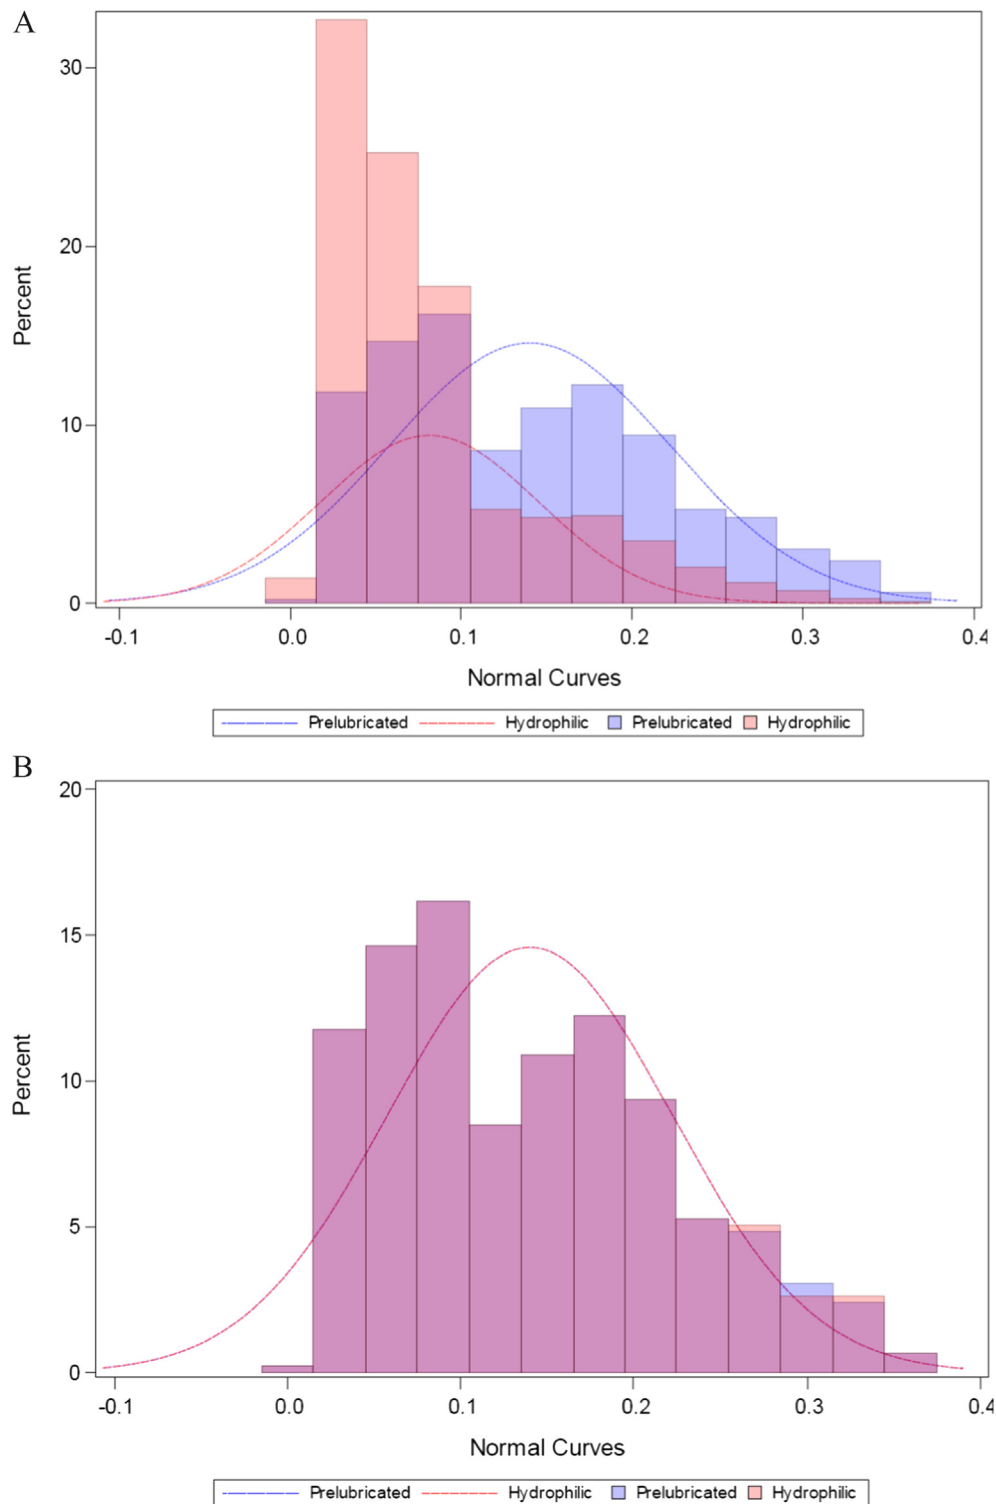 A
30
20
10
0
Percent
-0.1 0.0 0.1 0.2 0.3 0.4
Normal Curves
Prelubricated Hydrophilic Prelubricated Hydrophilic
B
20
15
10
5
0
Percent
-0.1 0.0 0.1 0.2 0.3 0.4
Normal Curves
Prelubricated Hydrophilic Prelubricated Hydrophilic